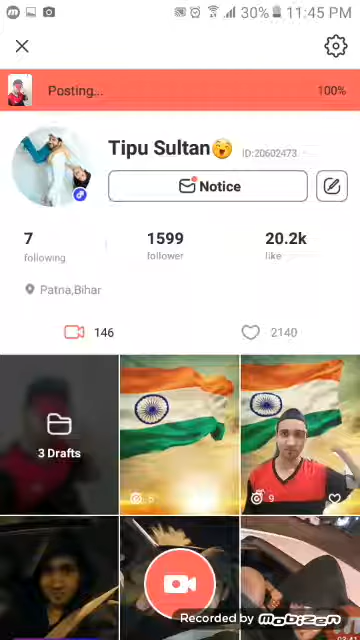 30% 11:45 PM
Posting... 100%
Tipu Sultan😉 ID:20602473
Notice
7 1599 20.2k
following follower like
Patna,Bihar
146 2140
3 Drafts
9
Recorded by MOBIZEN